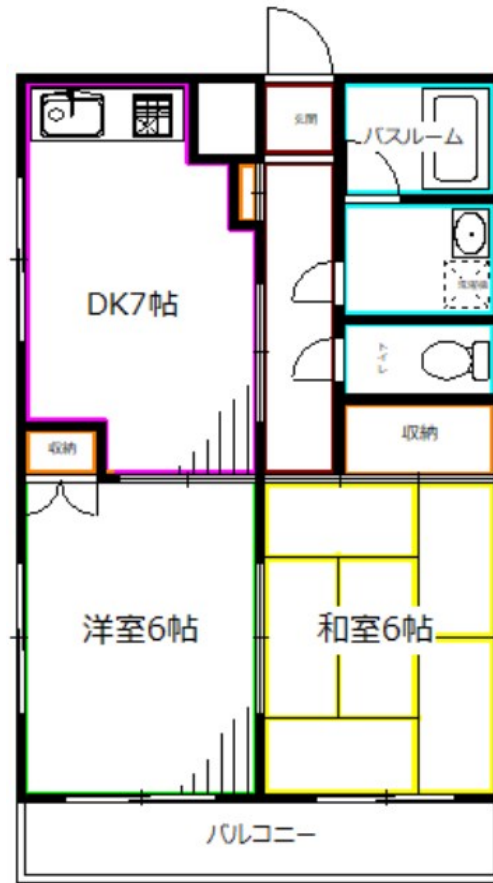 玄関
バスルーム
DK7帖
洗濯機
トイレ
収納
収納
洋室6帖
和室6帖
バルコニー